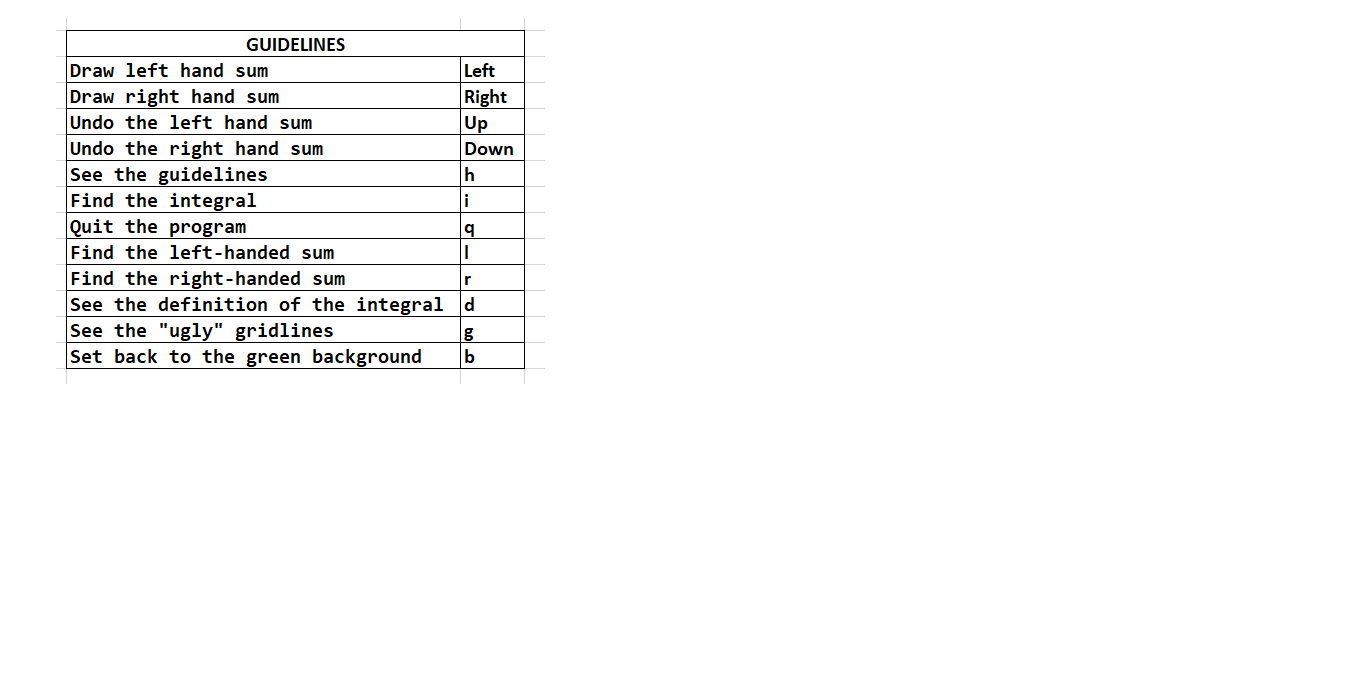 GUIDELINES
Draw left hand sum Left
Draw right hand sum Right
Undo the left hand sum Up
Undo the right hand sum Down
See the guidelines h
Find the integral i
Quit the program q
Find the left-handed sum l
Find the right-handed sum r
See the definition of the integral d
See the "ugly" gridlines g
Set back to the green background b